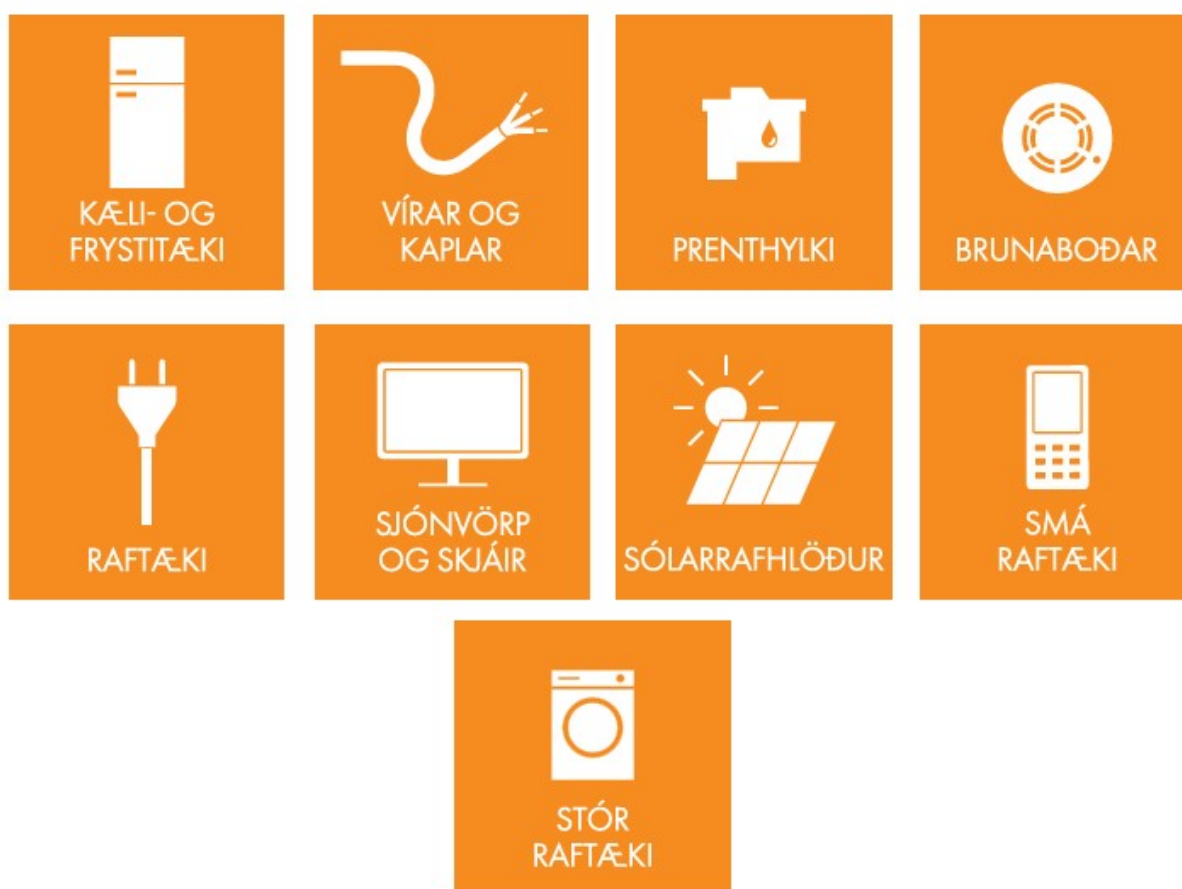 KÆLI- OG
FRYSTITÆKI
VÍRAR OG
KAPLAR
PRENTHYLKI
BRUNABOÐAR
RAFTÆKI
SJÓNVÖRP
OG SKJÁIR
SÓLARRAFHLÖÐUR
SMÁ
RAFTÆKI
STÓR
RAFTÆKI